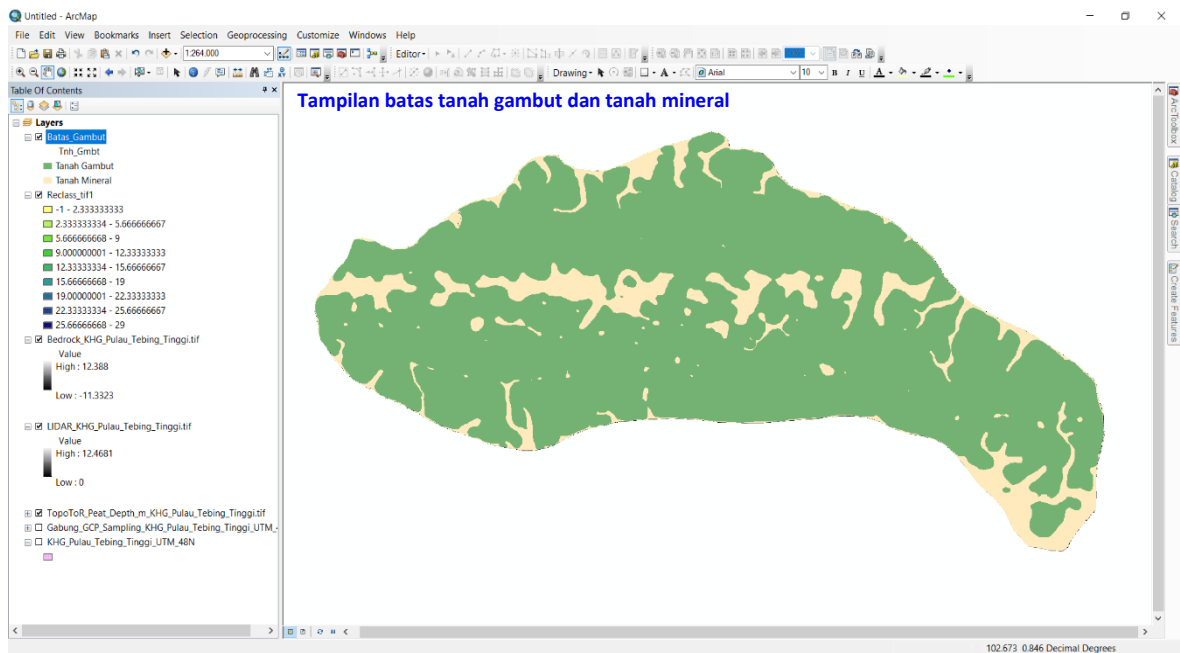 Untitled - ArcMap
File Edit View Bookmarks Insert Selection Geoprocessing Customize Windows Help
1:264,000
Editor
Drawing
Arial
10
B I U A
Table Of Contents
Tampilan batas tanah gambut dan tanah mineral
Layers
Batas_Gambut
Tnh_Gmbt
Tanah Gambut
Tanah Mineral
Reclass_tif1
-1 - 2.333333333
2.333333334 - 5.666666667
5.666666668 - 9
9.000000001 - 12.33333333
12.33333334 - 15.66666667
15.66666668 - 19
19.00000001 - 22.33333333
22.33333334 - 25.66666667
25.66666668 - 29
Bedrock_KHG_Pulau_Tebing_Tinggi.tif
Value
High : 12.388
Low : -11.3323
LIDAR_KHG_Pulau_Tebing_Tinggi.tif
Value
High : 12.4681
Low : 0
TopoToR_Peat_Depth_m_KHG_Pulau_Tebing_Tinggi.tif
Gabung_GCP_Sampling_KHG_Pulau_Tebing_Tinggi_UTM_
KHG_Pulau_Tebing_Tinggi_UTM_48N
ArcToolbox
Catalog
Search
Create Features
102.673 0.846 Decimal Degrees